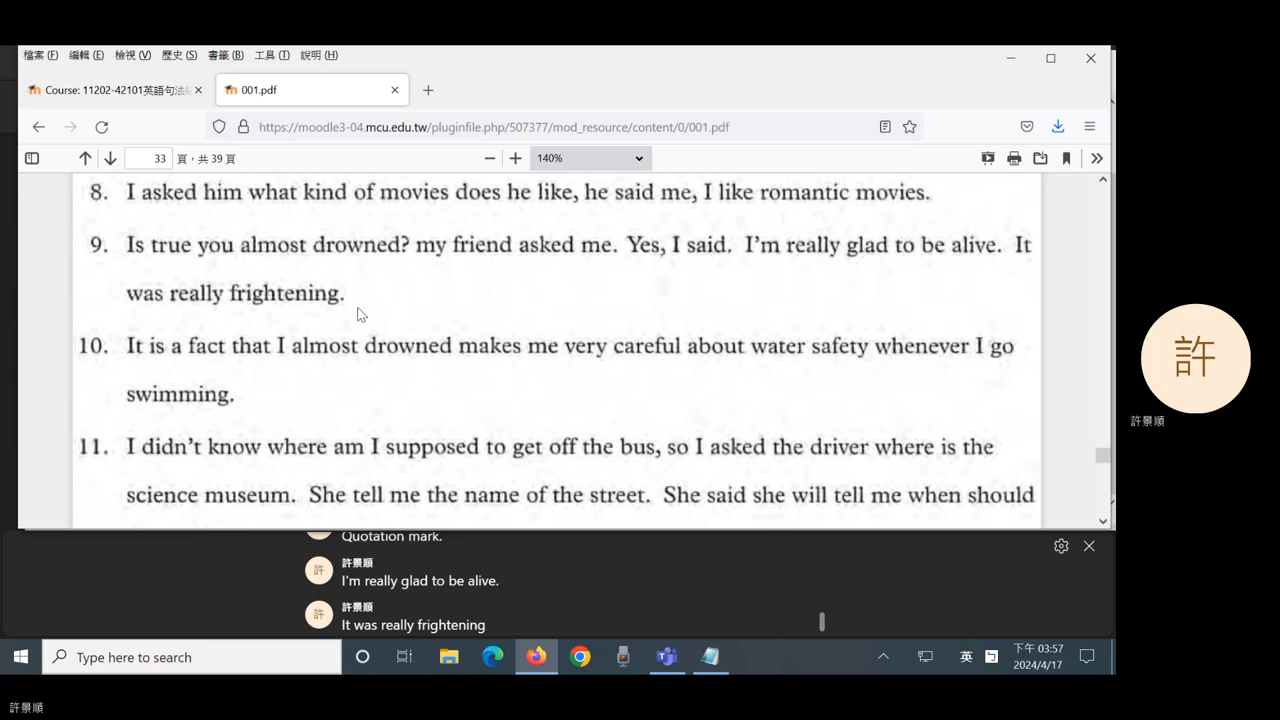 檔案 (F) 編輯 (E) 檢視 (V) 歷史 (S) 書籤 (B) 工具 (T) 說明 (H)
Course: 11202-42101英語句法
001.pdf
https://moodle3-04.mcu.edu.tw/pluginfile.php/507377/mod_resource/content/0/001.pdf
33 頁，共 39 頁
140%
8. I asked him what kind of movies does he like, he said me, I like romantic movies.
9. Is true you almost drowned? my friend asked me. Yes, I said. I'm really glad to be alive. It
was really frightening.
10. It is a fact that I almost drowned makes me very careful about water safety whenever I go
swimming.
11. I didn't know where am I supposed to get off the bus, so I asked the driver where is the
science museum. She tell me the name of the street. She said she will tell me when should
許
許景順
Quotation mark.
許
許景順
I'm really glad to be alive.
許
許景順
It was really frightening
Type here to search
英
下午 03:57
2024/4/17
許景順